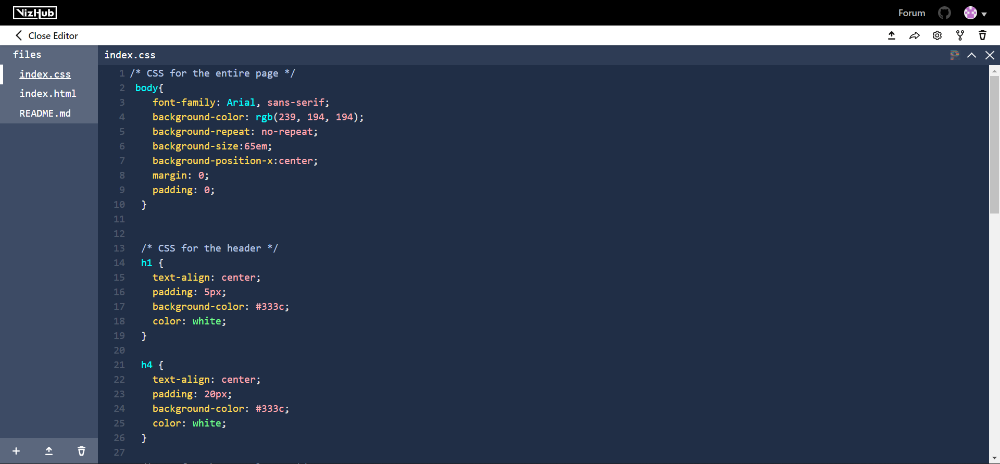 VizHub
Forum
Close Editor
files
index.css
index.html
README.md
index.css
1 /* CSS for the entire page */
2 body{
3 font-family: Arial, sans-serif;
4 background-color: rgb(239, 194, 194);
5 background-repeat: no-repeat;
6 background-size:65em;
7 background-position-x:center;
8 margin: 0;
9 padding: 0;
10 }
11
12
13 /* CSS for the header */
14 h1 {
15 text-align: center;
16 padding: 5px;
17 background-color: #333c;
18 color: white;
19 }
20
21 h4 {
22 text-align: center;
23 padding: 20px;
24 background-color: #333c;
25 color: white;
26 }
27